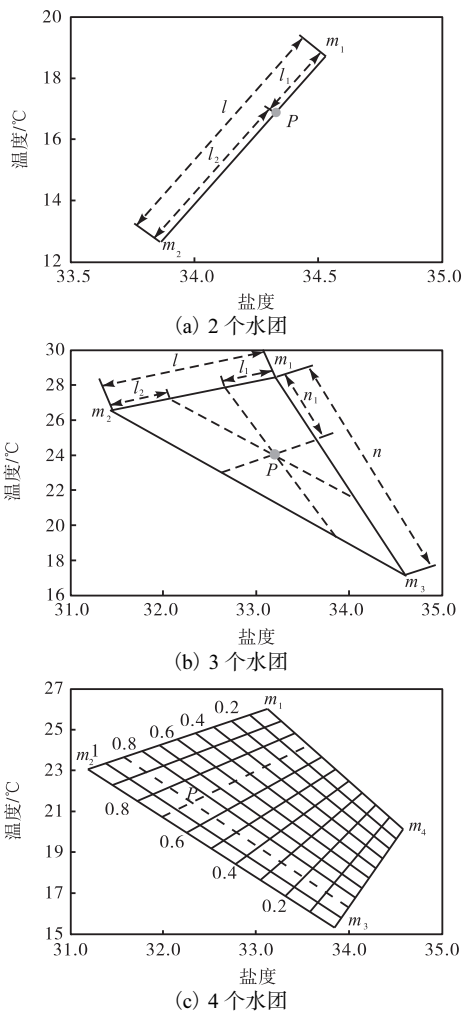 20
18
16
14
12
温度/℃
m₁
l₁
l
P
l₂
m₂
33.5 34.0 34.5 35.0
盐度
(a) 2 个水团
30
28
26
24
22
20
18
16
温度/℃
l
m₁
l₁
l₂
n₁
m₂
n
P
m₃
31.0 32.0 33.0 34.0 35.0
盐度
(b) 3 个水团
27
25
23
21
19
17
15
温度/℃
m₁
0.2
0.4
0.6
0.8
1
m₂
P
0.8
0.6
0.4
0.2
m₄
m₃
31.0 32.0 33.0 34.0 35.0
盐度
(c) 4 个水团